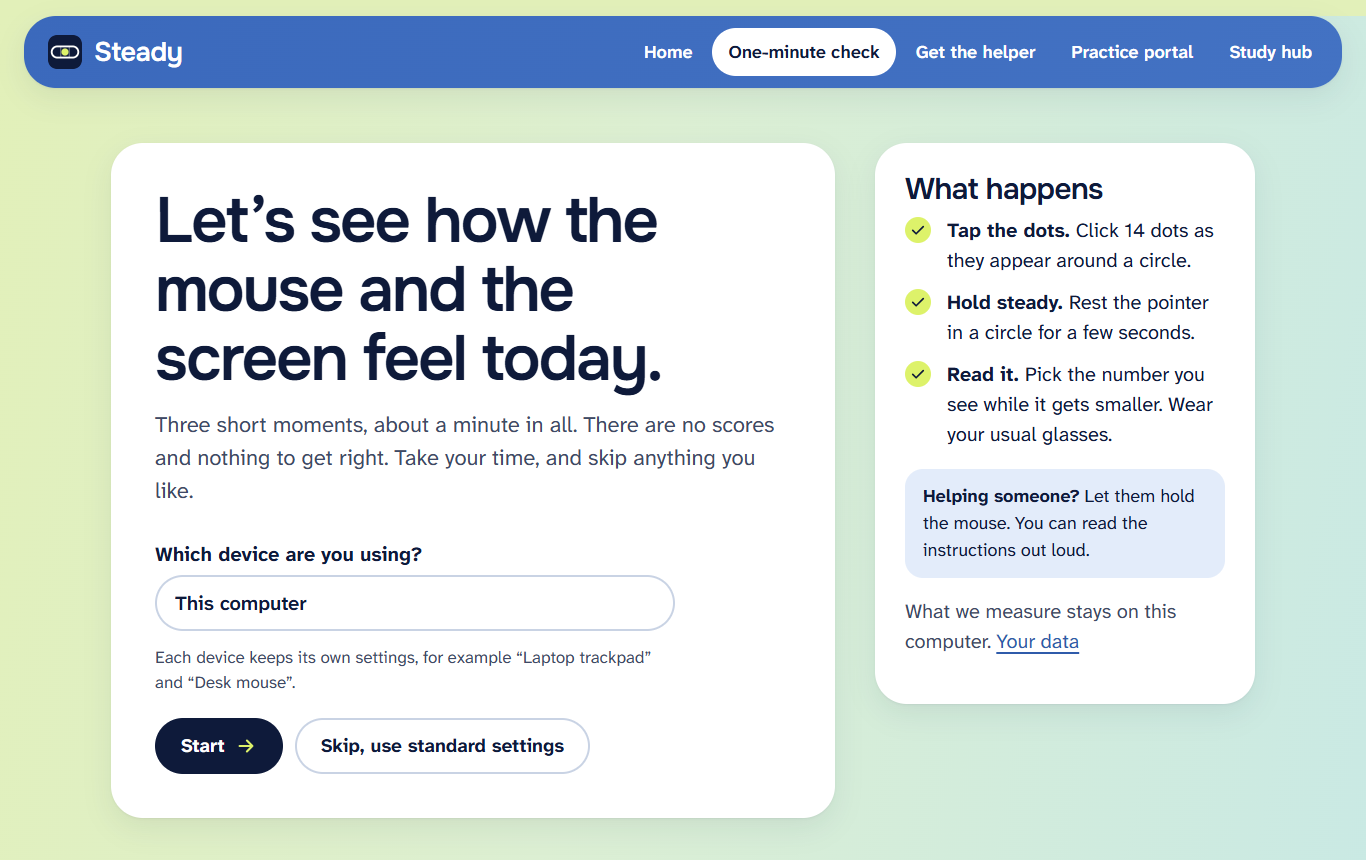 Steady
Home
One-minute check
Get the helper
Practice portal
Study hub
Let’s see how the
mouse and the
screen feel today.
Three short moments, about a minute in all. There are no scores
and nothing to get right. Take your time, and skip anything you
like.
Which device are you using?
This computer
Each device keeps its own settings, for example “Laptop trackpad”
and “Desk mouse”.
Start →
Skip, use standard settings
What happens
Tap the dots. Click 14 dots as
they appear around a circle.
Hold steady. Rest the pointer
in a circle for a few seconds.
Read it. Pick the number you
see while it gets smaller. Wear
your usual glasses.
Helping someone? Let them hold
the mouse. You can read the
instructions out loud.
What we measure stays on this
computer. Your data